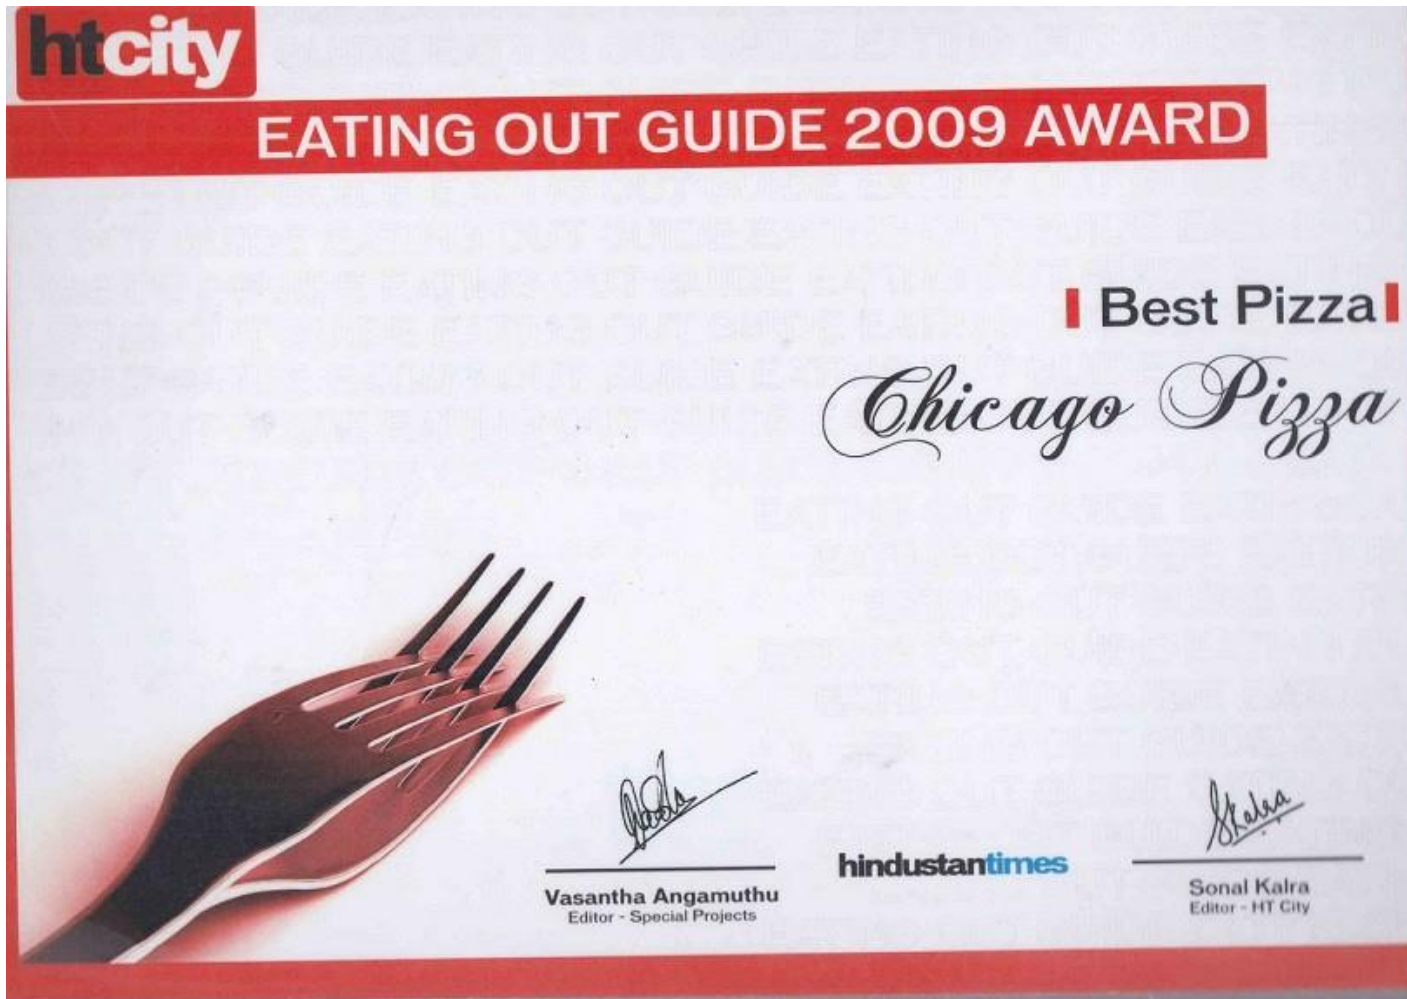 htcity
EATING OUT GUIDE 2009 AWARD
Best Pizza
Chicago Pizza
Skalra
hindustantimes
Vasantha Angamuthu
Editor - Special Projects
Sonal Kalra
Editor - HT City